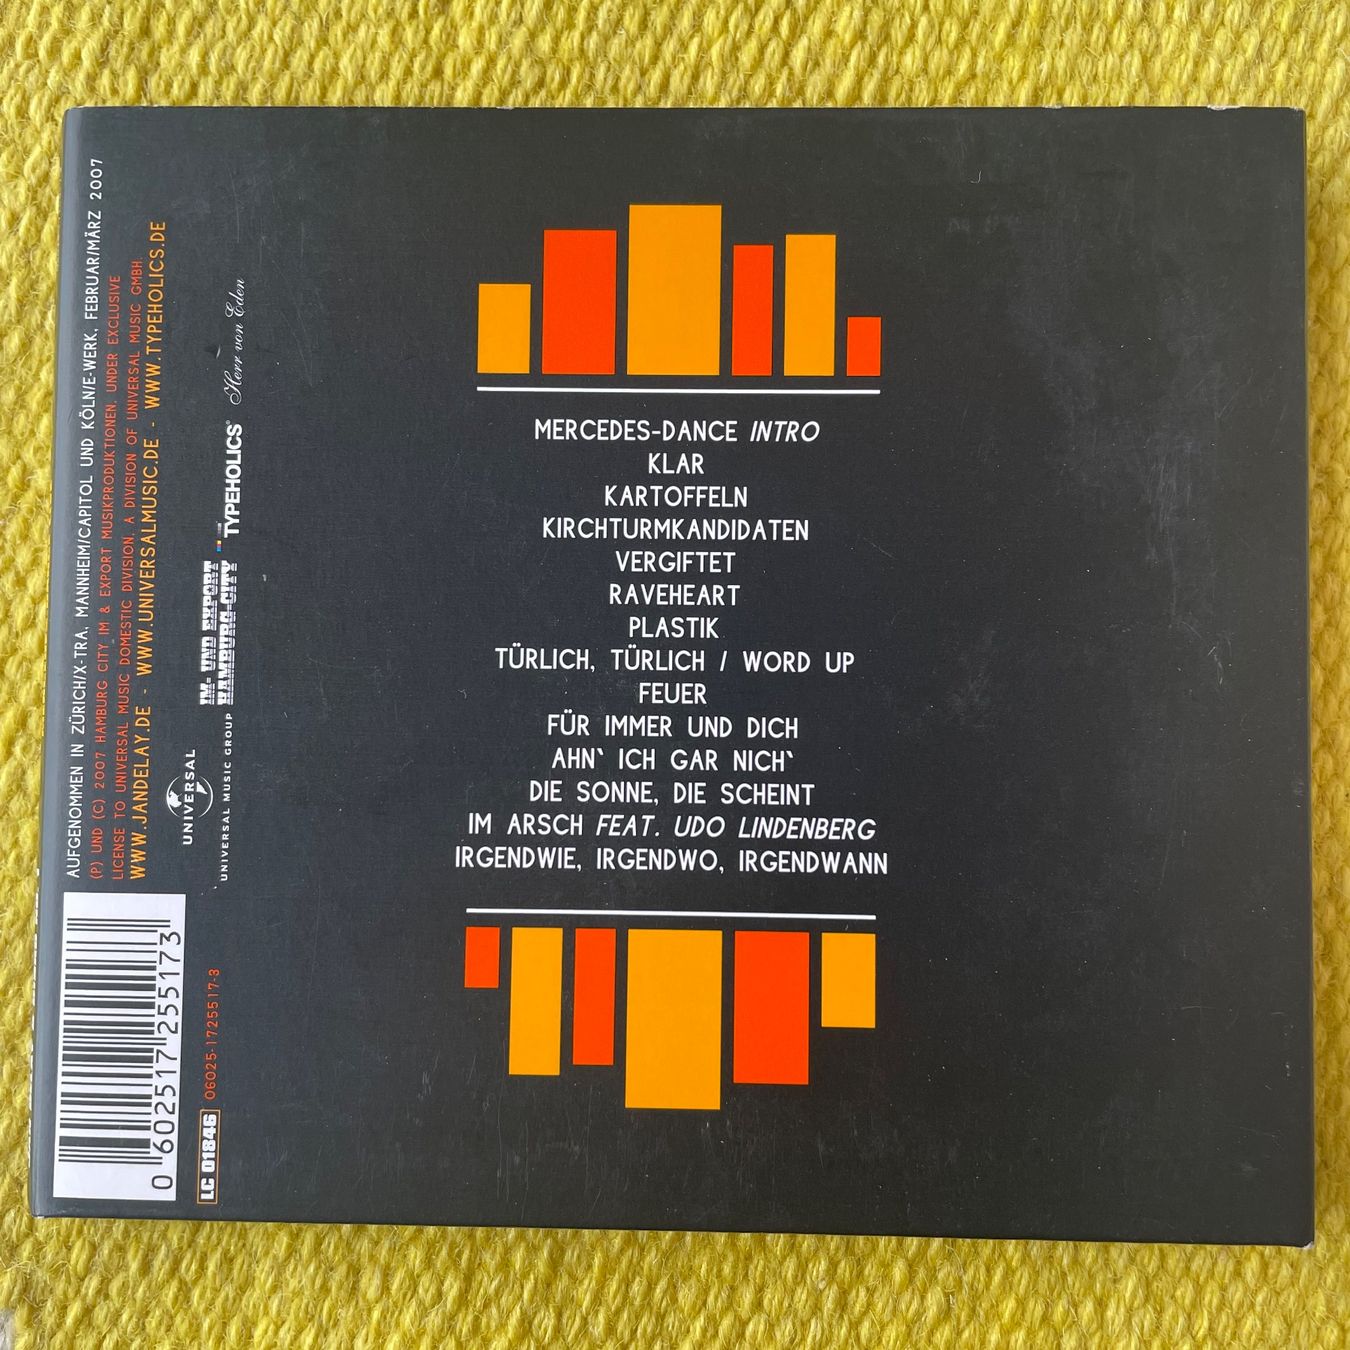 MERCEDES-DANCE INTRO
KLAR
KARTOFFELN
KIRCHTURMKANDIDATEN
VERGIFTET
RAVEHEART
PLASTIK
TÜRLICH, TÜRLICH / WORD UP
FEUER
FÜR IMMER UND DICH
AHN‘ ICH GAR NICH‘
DIE SONNE, DIE SCHEINT
IM ARSCH FEAT. UDO LINDENBERG
IRGENDWIE, IRGENDWO, IRGENDWANN
AUFGENOMMEN IN ZÜRICH/X-TRA, MANNHEIM/CAPITOL UND KÖLN/E-WERK, FEBRUAR/MÄRZ 2007
(P) UND (C) 2007 HAMBURG CITY IM & EXPORT MUSIKPRODUKTIONEN. UNDER EXCLUSIVE
LICENSE TO UNIVERSAL MUSIC DOMESTIC DIVISION, A DIVISION OF UNIVERSAL MUSIC GMBH.
WWW.JANDELAY.DE - WWW.UNIVERSALMUSIC.DE - WWW.TYPEHOLICS.DE
UNIVERSAL
UNIVERSAL MUSIC GROUP
IM- UND EXPORT
HAMBURG-CITY
TYPEHOLICS
Herr von Eden
0 602517 255173
LC 01846
06025-1725517-3